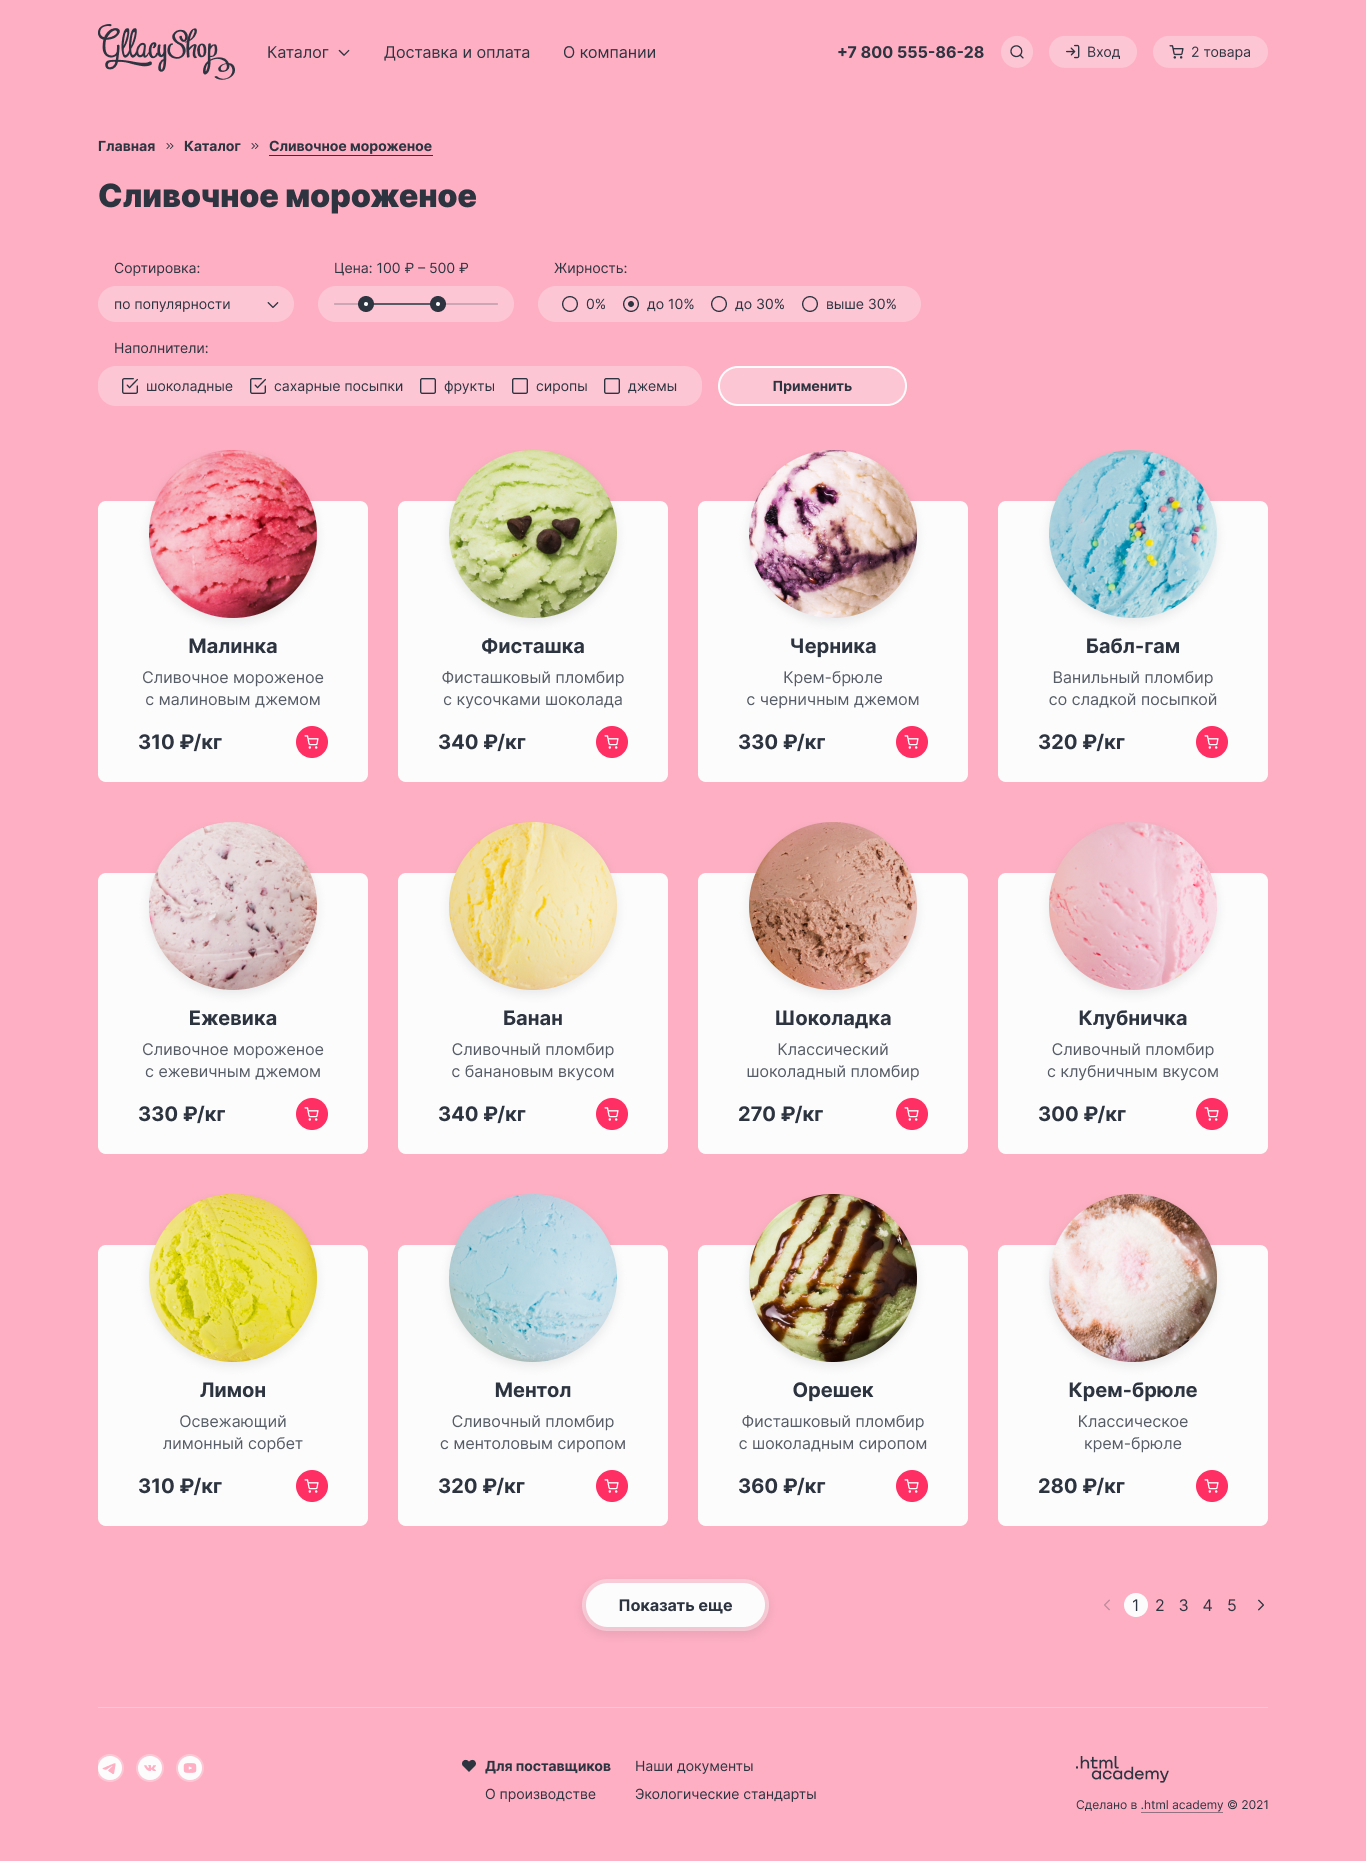 GllacyShop
Каталог
Доставка и оплата
О компании
+7 800 555-86-28
Вход
2 товара
Главная » Каталог » Сливочное мороженое
Сливочное мороженое
Сортировка:
по популярности
Цена: 100 ₽ – 500 ₽
Жирность:
0%
до 10%
до 30%
выше 30%
Наполнители:
шоколадные
сахарные посыпки
фрукты
сиропы
джемы
Применить
Малинка
Сливочное мороженое
с малиновым джемом
310 ₽/кг
Фисташка
Фисташковый пломбир
с кусочками шоколада
340 ₽/кг
Черника
Крем-брюле
с черничным джемом
330 ₽/кг
Бабл-гам
Ванильный пломбир
со сладкой посыпкой
320 ₽/кг
Ежевика
Сливочное мороженое
с ежевичным джемом
330 ₽/кг
Банан
Сливочный пломбир
с банановым вкусом
340 ₽/кг
Шоколадка
Классический
шоколадный пломбир
270 ₽/кг
Клубничка
Сливочный пломбир
с клубничным вкусом
300 ₽/кг
Лимон
Освежающий
лимонный сорбет
310 ₽/кг
Ментол
Сливочный пломбир
с ментоловым сиропом
320 ₽/кг
Орешек
Фисташковый пломбир
с шоколадным сиропом
360 ₽/кг
Крем-брюле
Классическое
крем-брюле
280 ₽/кг
Показать еще
1 2 3 4 5
Для поставщиков
О производстве
Наши документы
Экологические стандарты
.html
academy
Сделано в .html academy © 2021